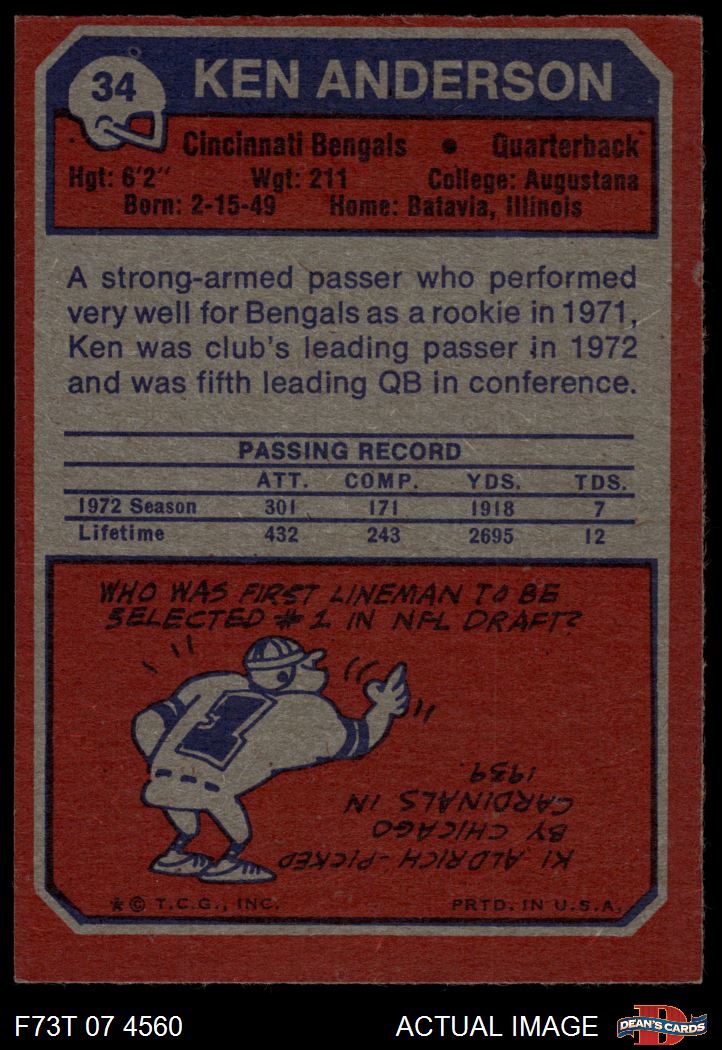 34
KEN ANDERSON
Cincinnati Bengals • Quarterback
Hgt: 6'2" Wgt: 211 College: Augustana
Born: 2-15-49 Home: Batavia, Illinois
A strong-armed passer who performed
very well for Bengals as a rookie in 1971,
Ken was club's leading passer in 1972
and was fifth leading QB in conference.
PASSING RECORD
ATT. COMP. YDS. TDS.
1972 Season 301 171 1918 7
Lifetime 432 243 2695 12
WHO WAS FIRST LINEMAN TO BE
SELECTED #1 IN NFL DRAFT?
1
KI ALDRICH-PICKED
BY CHICAGO
CARDINALS IN
1939.
* © T.C.G., INC. PRTD. IN U.S.A.
F73T 07 4560 ACTUAL IMAGE
D
DEAN'S CARDS